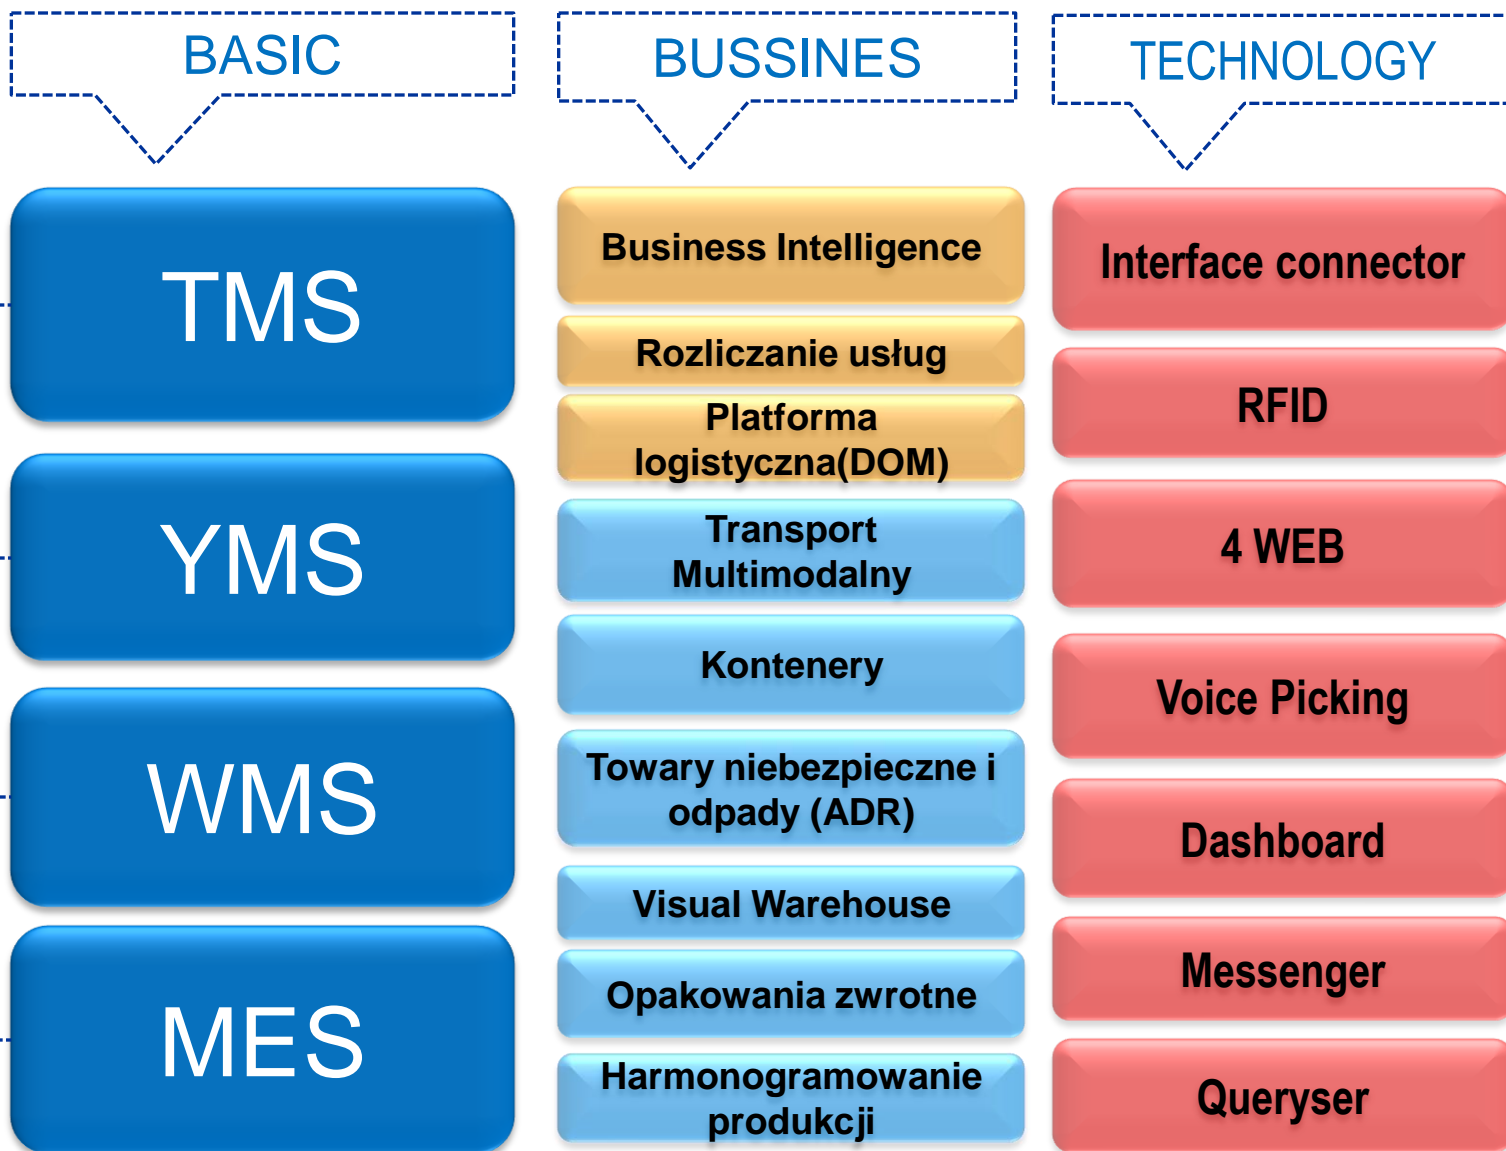 BASIC
TMS
YMS
WMS
MES
BUSSINES
Business Intelligence
Rozliczanie usług
Platforma
logistyczna(DOM)
Transport
Multimodalny
Kontenery
Towary niebezpieczne i
odpady (ADR)
Visual Warehouse
Opakowania zwrotne
Harmonogramowanie
produkcji
TECHNOLOGY
Interface connector
RFID
4 WEB
Voice Picking
Dashboard
Messenger
Queryser